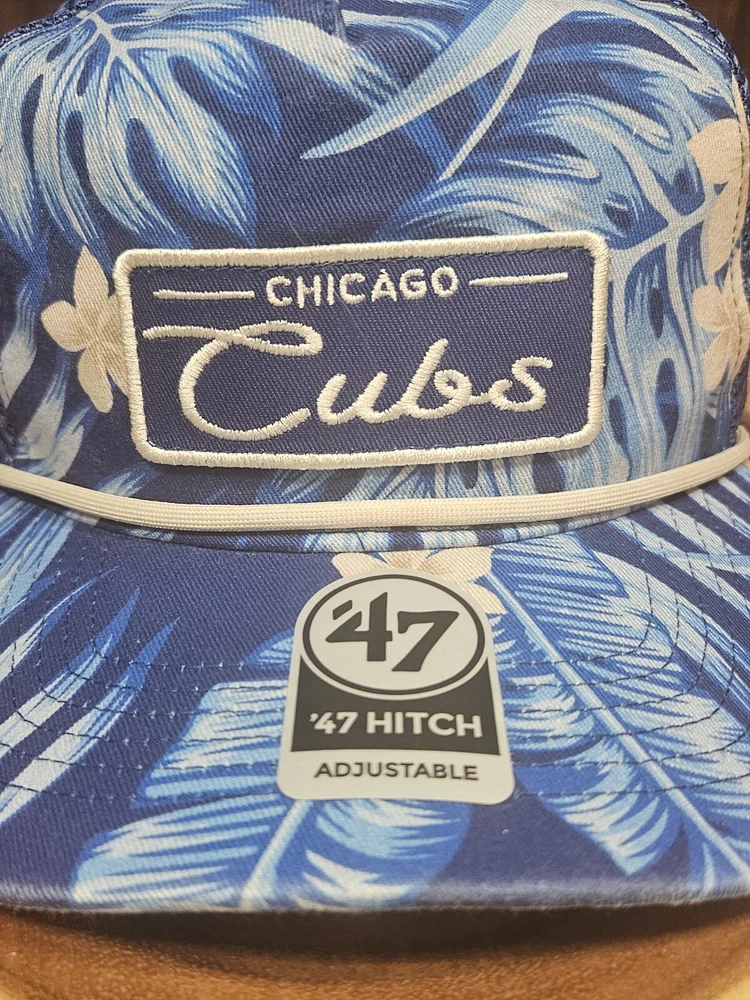 CHICAGO
Cubs
'47
'47 HITCH
ADJUSTABLE